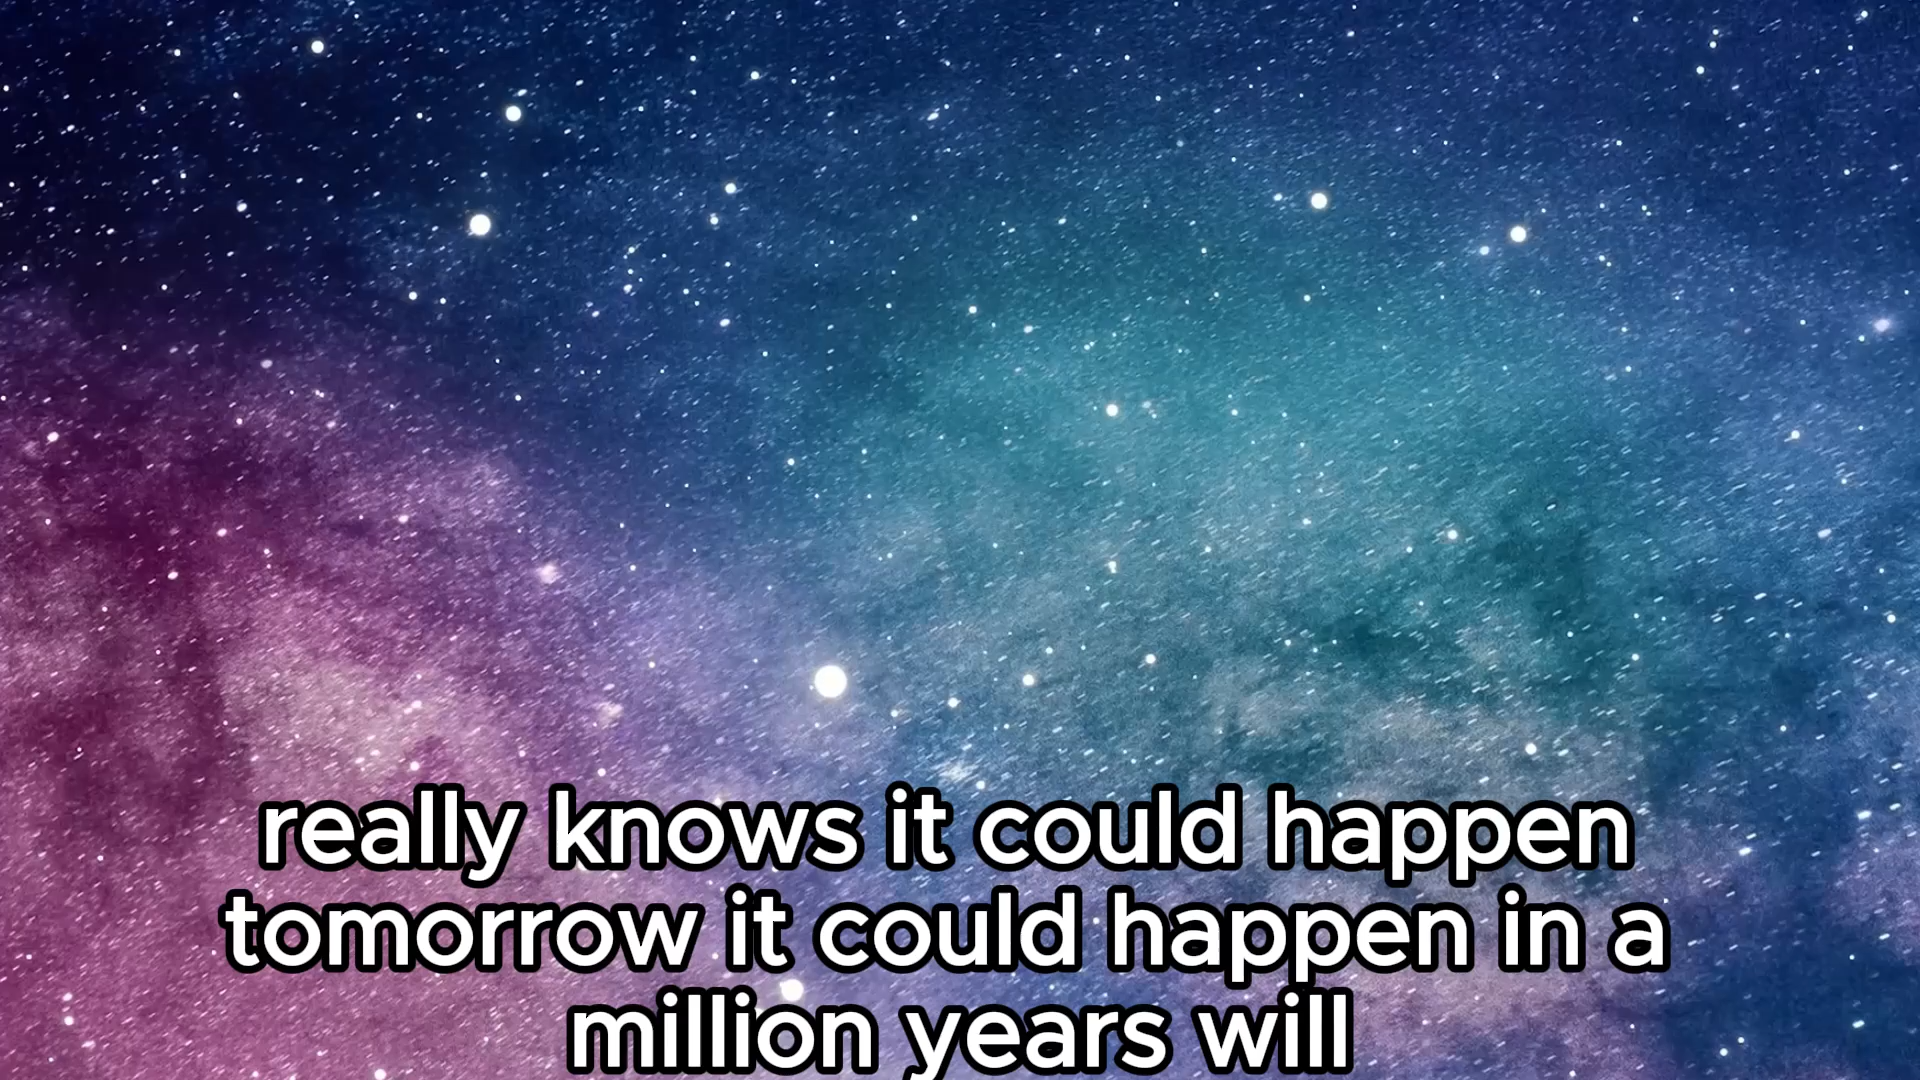 really knows it could happen
tomorrow it could happen in a
million years will